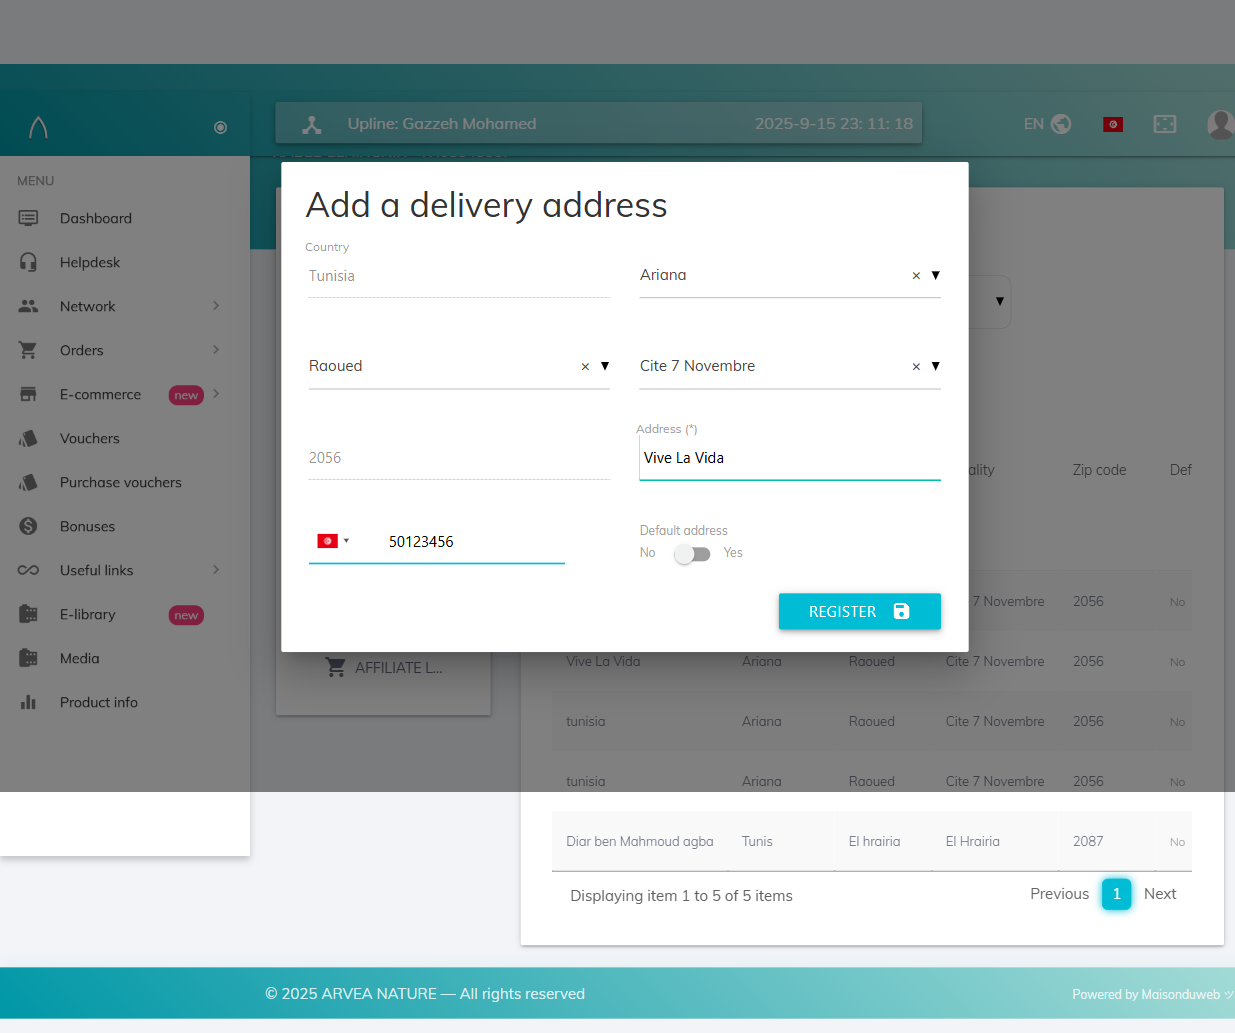 Upline: Gazzeh Mohamed
2025-9-15 23: 11: 18
EN
MENU
Dashboard
Helpdesk
Network
Orders
E-commerce new
Vouchers
Purchase vouchers
Bonuses
Useful links
E-library new
Media
Product info
Add a delivery address
Country
Tunisia
Ariana × ▼
Raoued × ▼
Cite 7 Novembre × ▼
2056
Address (*)
Vive La Vida
50123456
Default address
No Yes
REGISTER
AFFILIATE L...
ality Zip code Def
7 Novembre 2056 No
Vive La Vida Ariana Raoued Cite 7 Novembre 2056 No
tunisia Ariana Raoued Cite 7 Novembre 2056 No
tunisia Ariana Raoued Cite 7 Novembre 2056 No
Diar ben Mahmoud agba Tunis El hrairia El Hrairia 2087 No
Displaying item 1 to 5 of 5 items
Previous 1 Next
© 2025 ARVEA NATURE — All rights reserved
Powered by Maisonduweb ツ